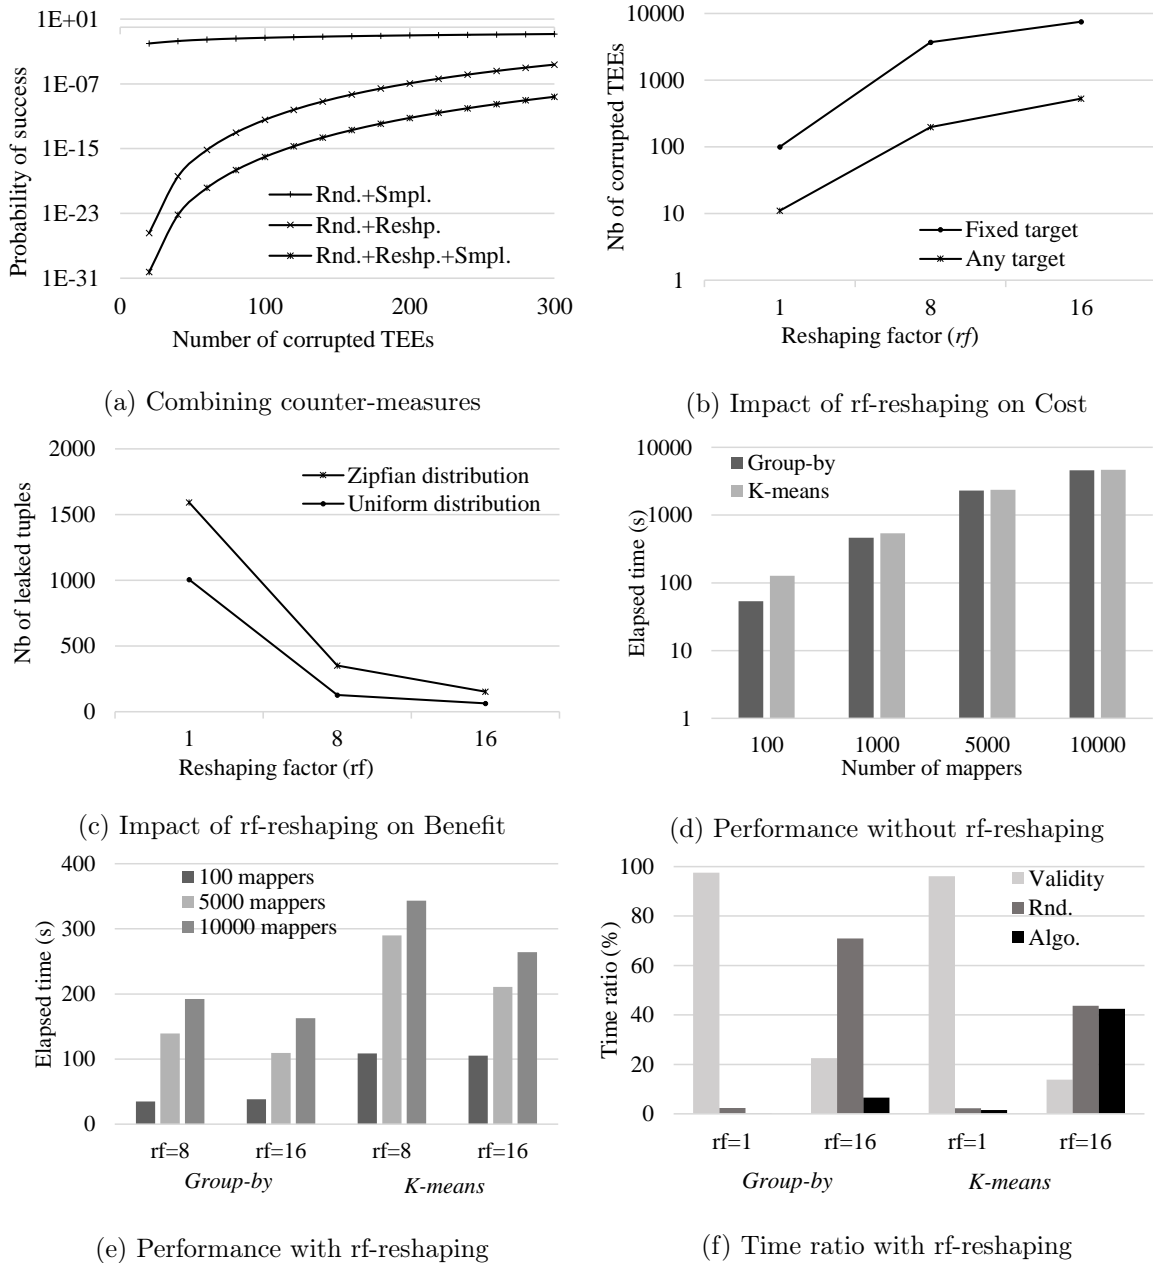 1E+01
1E-07
1E-15
1E-23
1E-31
Probability of success
Rnd.+Smpl.
Rnd.+Reshp.
Rnd.+Reshp.+Smpl.
0 100 200 300
Number of corrupted TEEs
(a) Combining counter-measures
10000
1000
100
10
1
Nb of corrupted TEEs
Fixed target
Any target
1 8 16
Reshaping factor (rf)
(b) Impact of rf-reshaping on Cost
2000
1500
1000
500
0
Nb of leaked tuples
Zipfian distribution
Uniform distribution
1 8 16
Reshaping factor (rf)
(c) Impact of rf-reshaping on Benefit
10000
1000
100
10
1
Elapsed time (s)
Group-by
K-means
100 1000 5000 10000
Number of mappers
(d) Performance without rf-reshaping
400
300
200
100
0
Elapsed time (s)
100 mappers
5000 mappers
10000 mappers
rf=8 rf=16 rf=8 rf=16
Group-by K-means
(e) Performance with rf-reshaping
100
80
60
40
20
0
Time ratio (%)
Validity
Rnd.
Algo.
rf=1 rf=16 rf=1 rf=16
Group-by K-means
(f) Time ratio with rf-reshaping